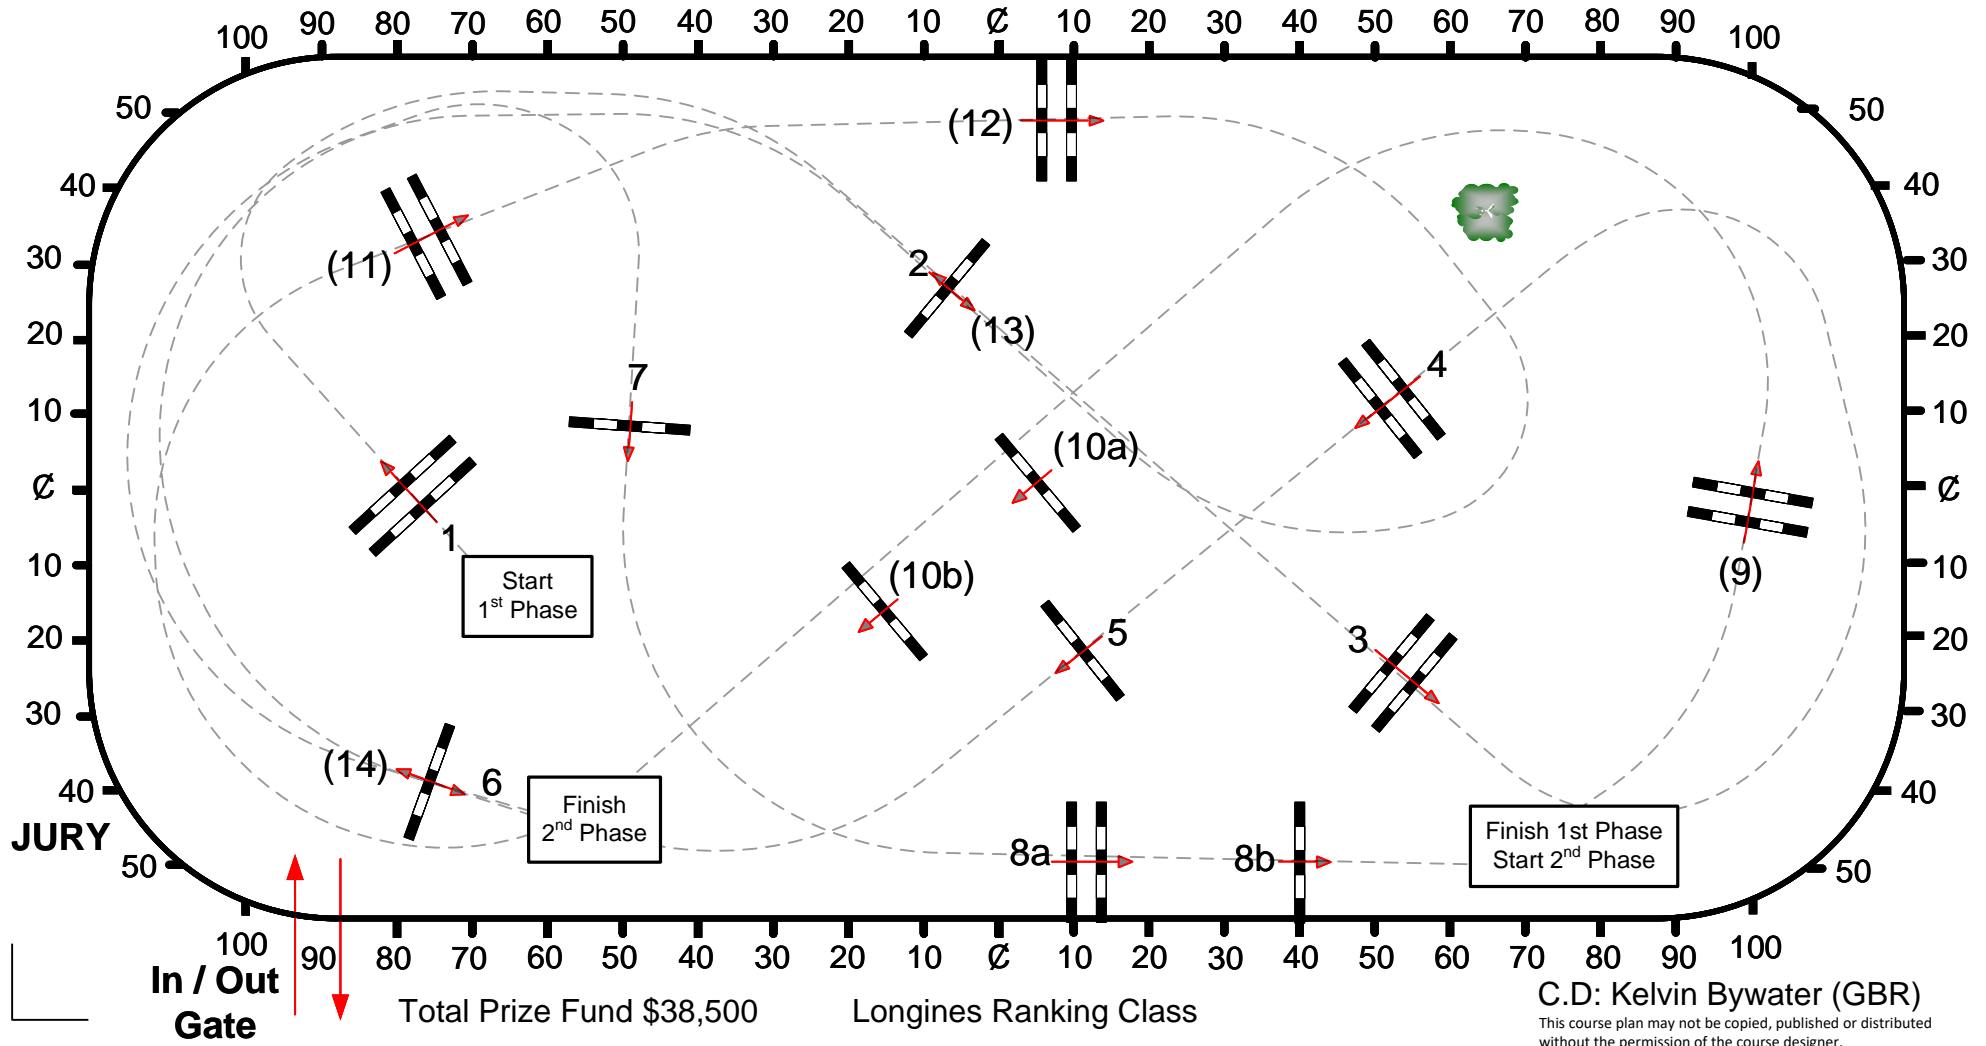 100 90 80 70 60 50 40 30 20 10 ₵ 10 20 30 40 50 60 70 80 90 100
50 50
(12)
40 40
2
30 (11) 30
(13)
20 20
7 4
10 10
(10a)
₵ ₵
1
10 (10b) (9) 10
Start
1st Phase
20 5 3 20
30 30
(14) 6
40 40
Finish
2nd Phase
JURY
Finish 1st Phase
Start 2nd Phase
50 8a 8b 50
100 90 80 70 60 50 40 30 20 10 ₵ 10 20 30 40 50 60 70 80 90 100
In / Out
Gate
Total Prize Fund $38,500 Longines Ranking Class
C.D: Kelvin Bywater (GBR)
This course plan may not be copied, published or distributed
without the permission of the course designer.